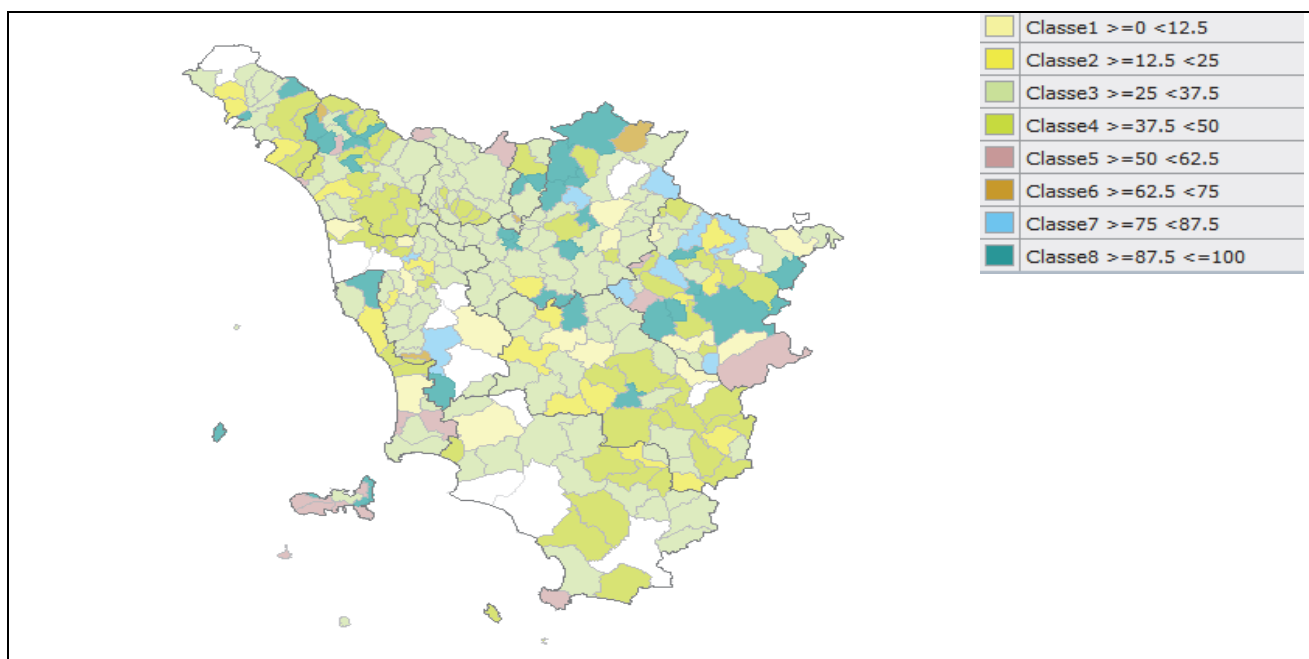 Classe1 >=0 <12.5
Classe2 >=12.5 <25
Classe3 >=25 <37.5
Classe4 >=37.5 <50
Classe5 >=50 <62.5
Classe6 >=62.5 <75
Classe7 >=75 <87.5
Classe8 >=87.5 <=100